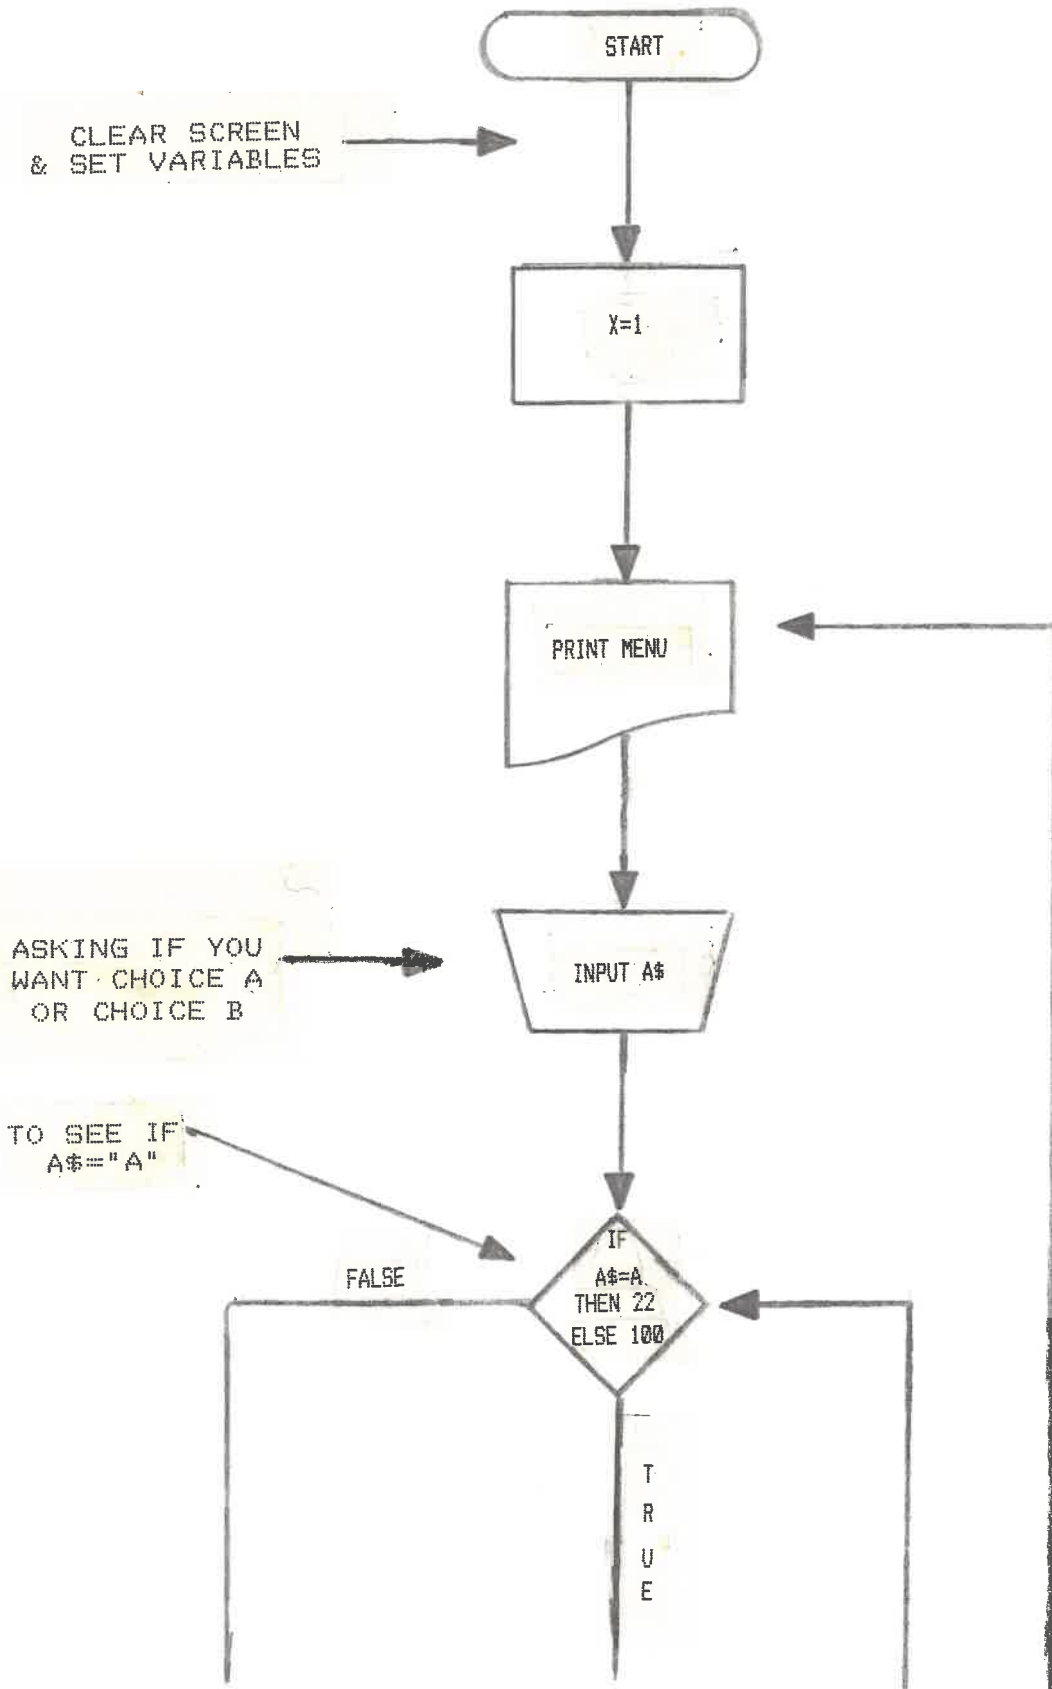 START
CLEAR SCREEN
& SET VARIABLES
X=1
PRINT MENU
ASKING IF YOU
WANT CHOICE A
OR CHOICE B
INPUT A$
TO SEE IF
A$="A"
IF
A$=A
THEN 22
ELSE 100
FALSE
T
R
U
E